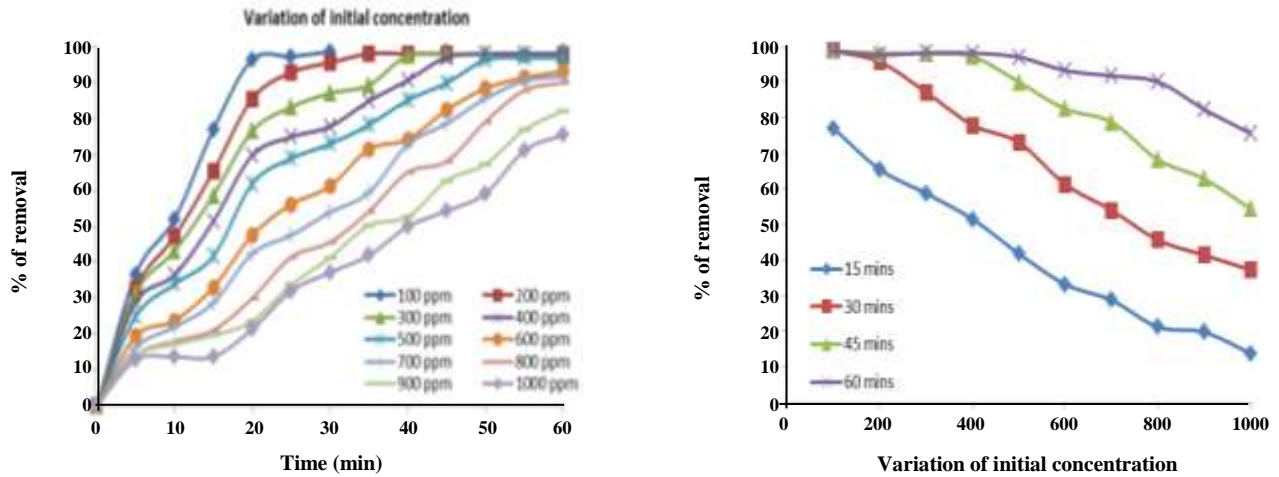 Variation of initial concentration
100
90
80
70
60
50
40
30
20
10
0
0 10 20 30 40 50 60
% of removal
Time (min)
100 ppm 200 ppm
300 ppm 400 ppm
500 ppm 600 ppm
700 ppm 800 ppm
900 ppm 1000 ppm
100
90
80
70
60
50
40
30
20
10
0
0 200 400 600 800 1000
% of removal
Variation of initial concentration
15 mins
30 mins
45 mins
60 mins